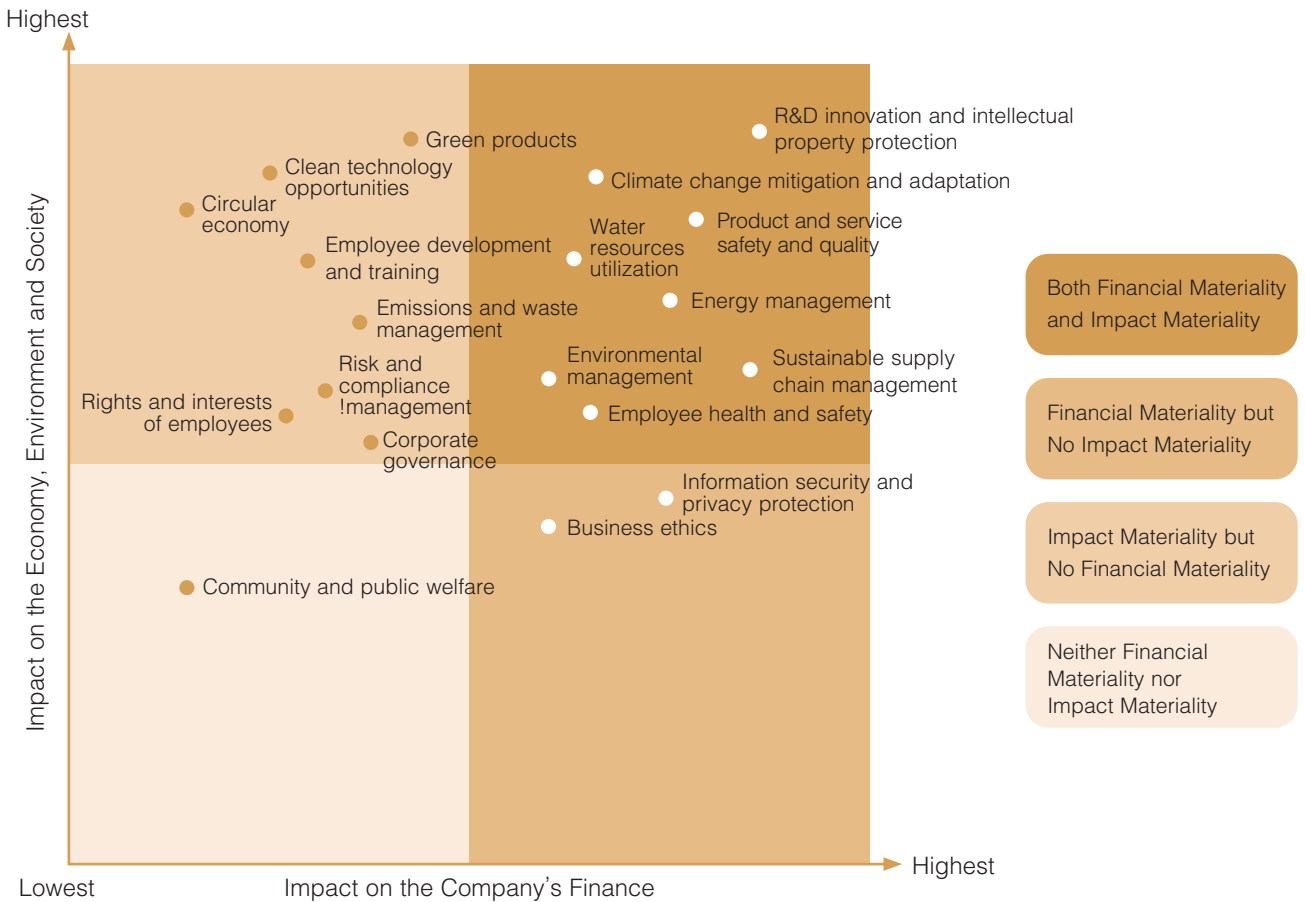 Highest
Impact on the Economy, Environment and Society
R&D innovation and intellectual
property protection
Green products
Clean technology
opportunities
Climate change mitigation and adaptation
Circular
economy
Product and service
safety and quality
Water
resources
utilization
Employee development
and training
Energy management
Emissions and waste
management
Environmental
management
Sustainable supply
chain management
Risk and
compliance
!management
Rights and interests
of employees
Employee health and safety
Corporate
governance
Information security and
privacy protection
Business ethics
Community and public welfare
Both Financial Materiality
and Impact Materiality
Financial Materiality but
No Impact Materiality
Impact Materiality but
No Financial Materiality
Neither Financial
Materiality nor
Impact Materiality
Lowest
Impact on the Company’s Finance
Highest